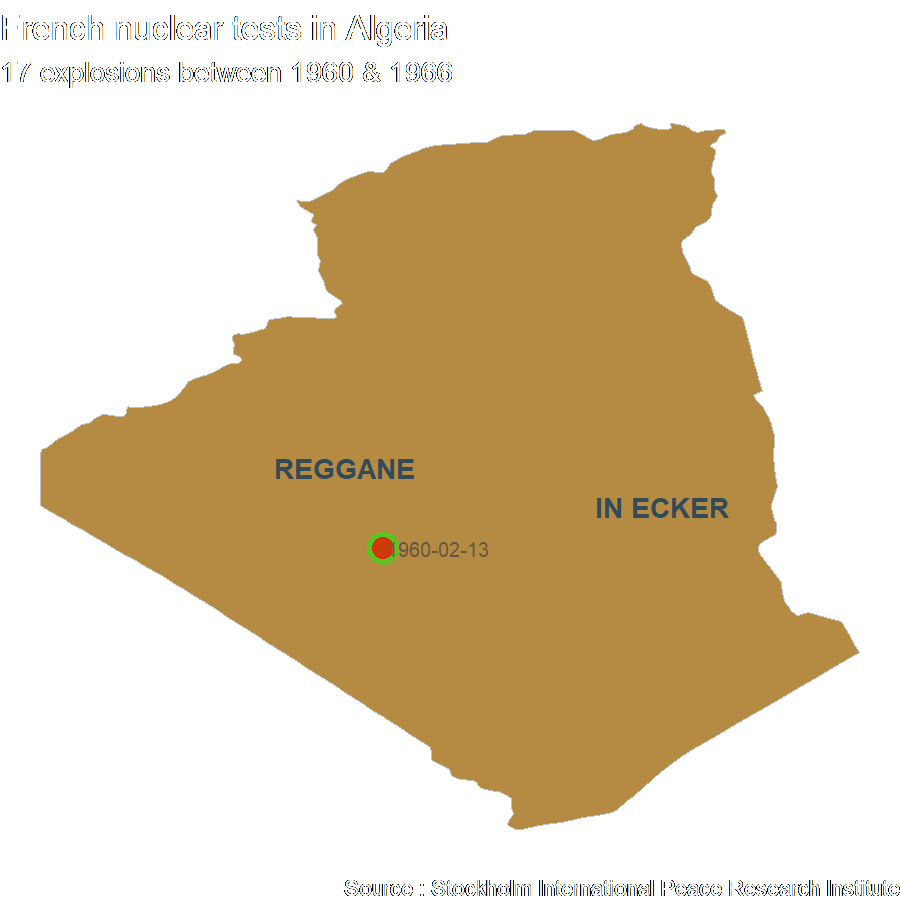 French nuclear tests in Algeria
17 explosions between 1960 & 1966
REGGANE
IN ECKER
1960-02-13
Source : Stockholm International Peace Research Institute